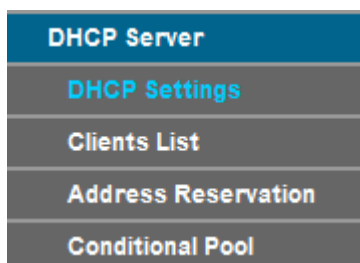 DHCP Server
DHCP Settings
Clients List
Address Reservation
Conditional Pool